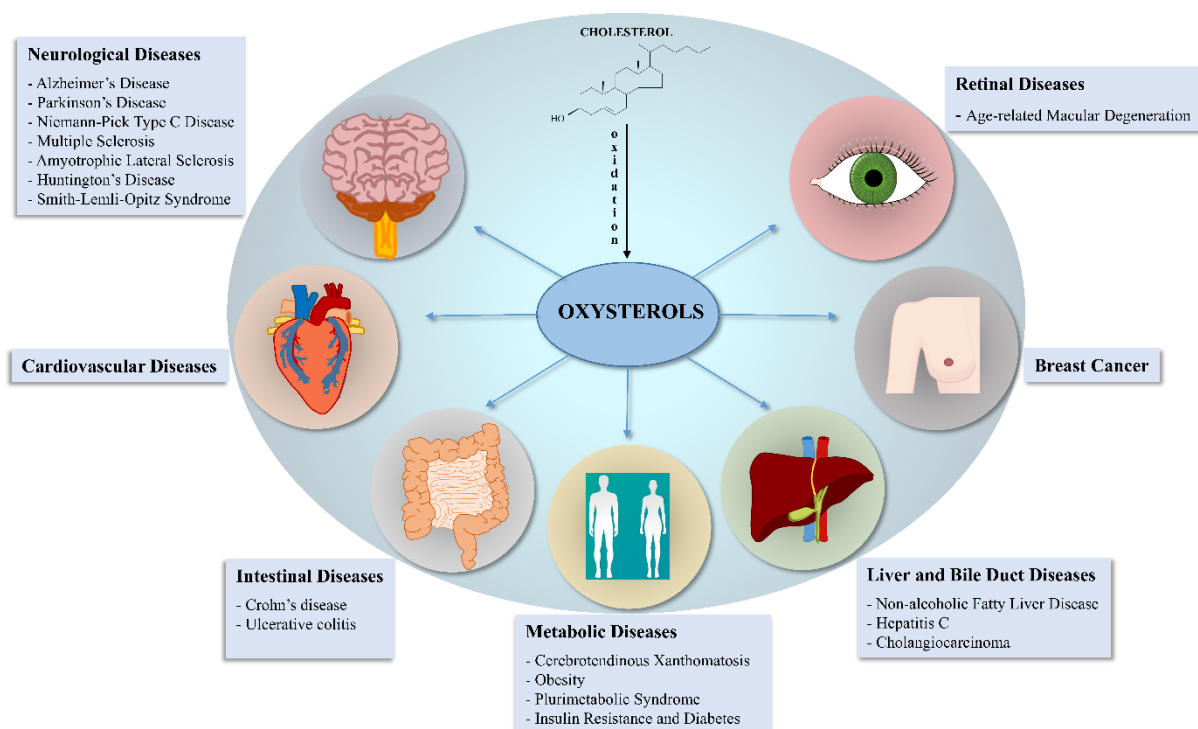 CHOLESTEROL
HO
oxidation
OXYSTEROLS
Neurological Diseases
- Alzheimer's Disease
- Parkinson's Disease
- Niemann-Pick Type C Disease
- Multiple Sclerosis
- Amyotrophic Lateral Sclerosis
- Huntington's Disease
- Smith-Lemli-Opitz Syndrome
Retinal Diseases
- Age-related Macular Degeneration
Cardiovascular Diseases
Breast Cancer
Intestinal Diseases
- Crohn's disease
- Ulcerative colitis
Metabolic Diseases
- Cerebrotendinous Xanthomatosis
- Obesity
- Plurimetabolic Syndrome
- Insulin Resistance and Diabetes
Liver and Bile Duct Diseases
- Non-alcoholic Fatty Liver Disease
- Hepatitis C
- Cholangiocarcinoma